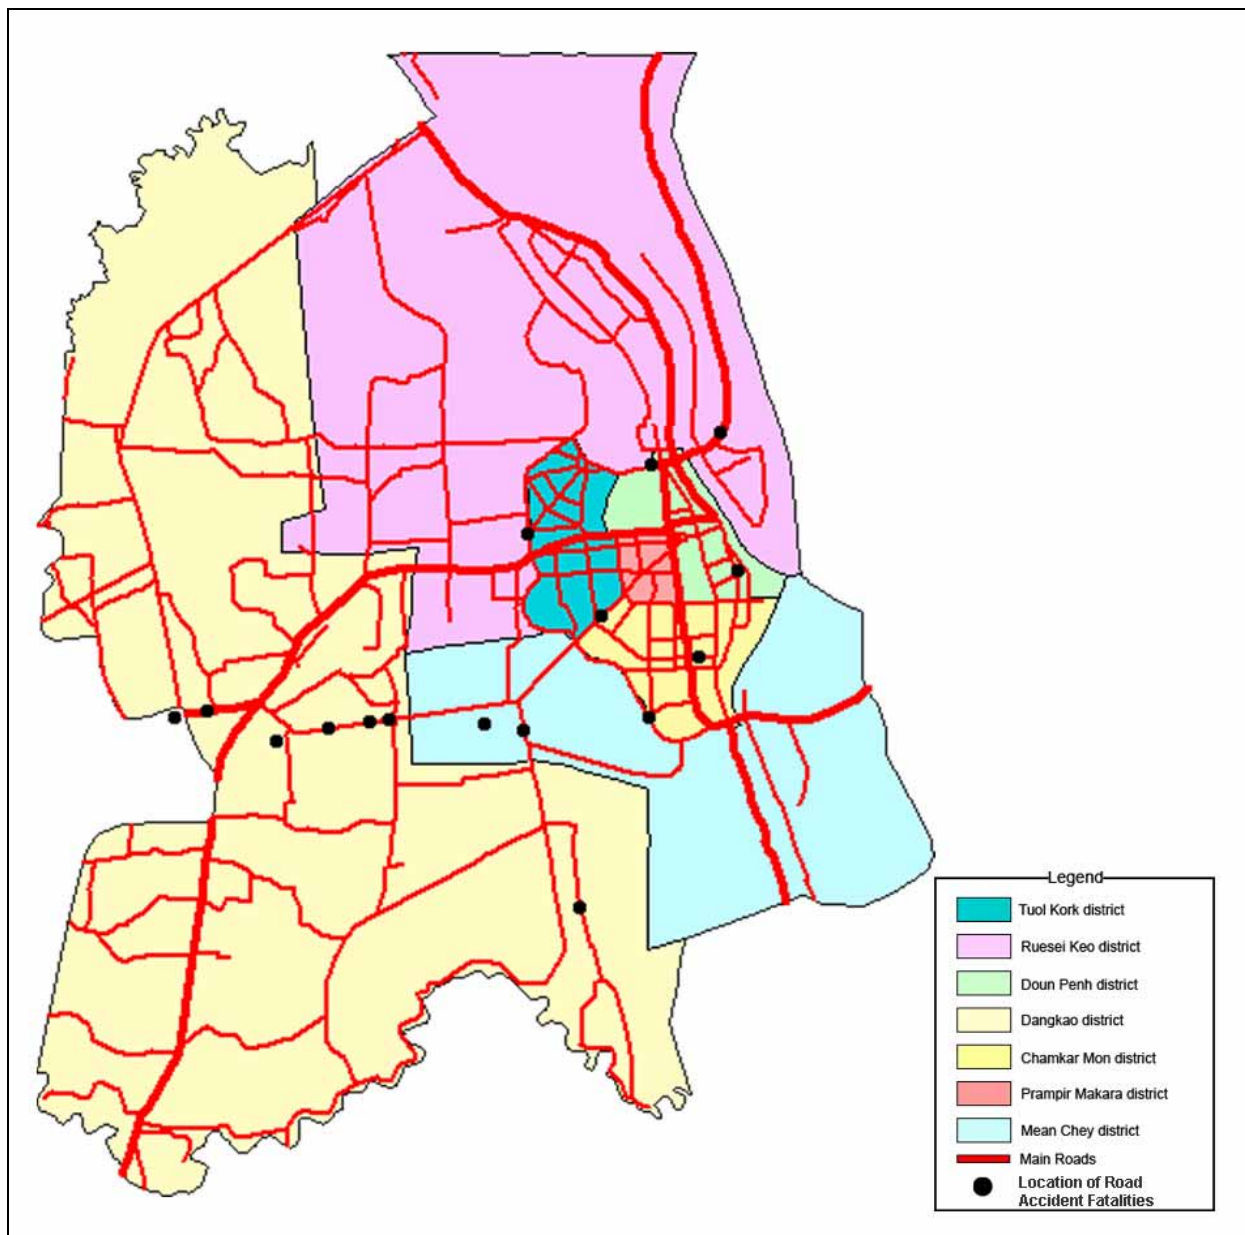 Legend
Tuol Kork district
Ruesei Keo district
Doun Penh district
Dangkao district
Chamkar Mon district
Prampir Makara district
Mean Chey district
Main Roads
Location of Road
Accident Fatalities